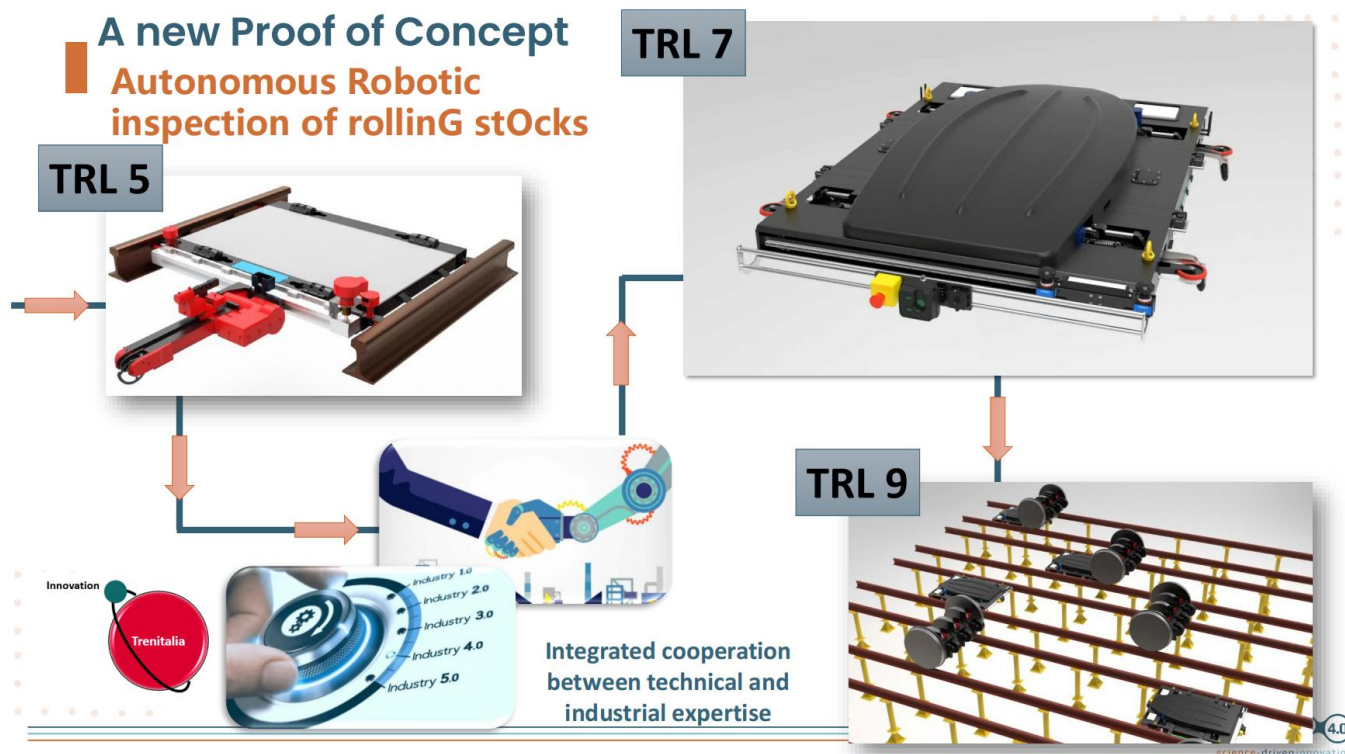 A new Proof of Concept
Autonomous Robotic
inspection of rollinG stOcks
TRL 5
TRL 7
TRL 9
Innovation
Trenitalia
Industry 1.0
Industry 2.0
Industry 3.0
Industry 4.0
Industry 5.0
Integrated cooperation
between technical and
industrial expertise
4.0